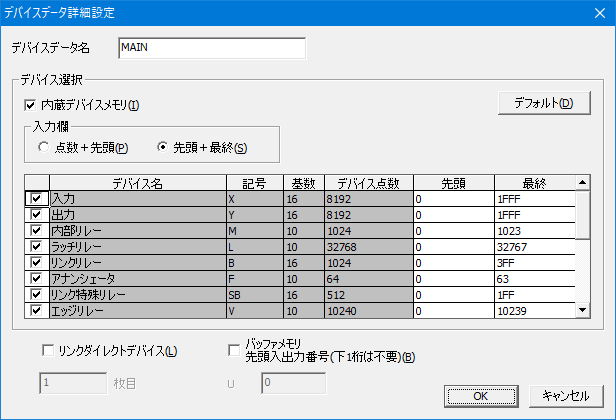 デバイスデータ詳細設定
デバイスデータ名 MAIN
デバイス選択
内蔵デバイスメモリ(I)
デフォルト(D)
入力欄
点数+先頭(P) 先頭+最終(S)
デバイス名 記号 基数 デバイス点数 先頭 最終
入力 X 16 8192 0 1FFF
出力 Y 16 8192 0 1FFF
内部リレー M 10 1024 0 1023
ラッチリレー L 10 32768 0 32767
リンクリレー B 16 1024 0 3FF
アナンシェータ F 10 64 0 63
リンク特殊リレー SB 16 512 0 1FF
エッジリレー V 10 10240 0 10239
リンクダイレクトデバイス(L)
バッファメモリ
先頭入出力番号(下1桁は不要)(B)
1 枚目 U 0
OK キャンセル